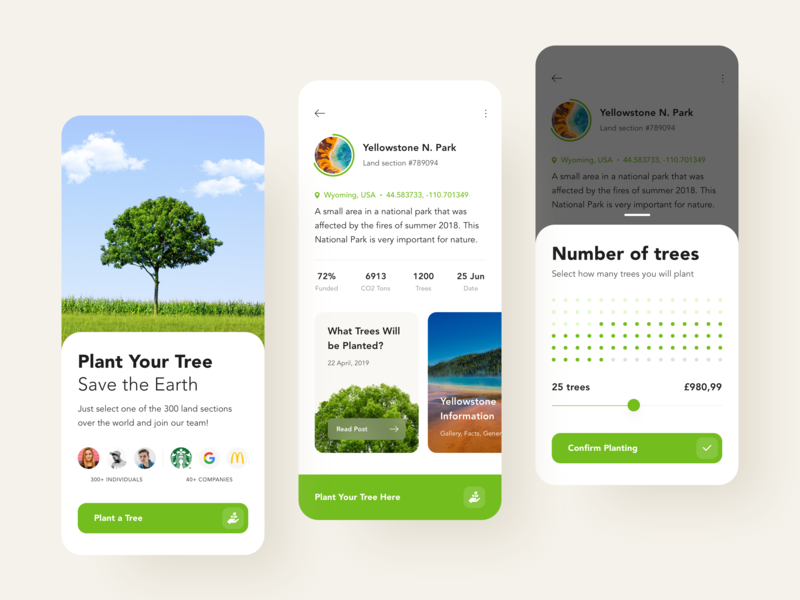 Plant Your Tree
Save the Earth
Just select one of the 300 land sections
over the world and join our team!
300+ INDIVIDUALS
40+ COMPANIES
Plant a Tree
Yellowstone N. Park
Land section #789094
Wyoming, USA • 44.583733, -110.701349
A small area in a national park that was
affected by the fires of summer 2018. This
National Park is very important for nature.
72% 6913 1200 25 Jun
Funded CO2 Tons Trees Date
What Trees Will
be Planted?
22 April, 2019
Read Post
Yellowstone
Information
Gallery, Facts, Gener
Plant Your Tree Here
Yellowstone N. Park
Land section #789094
Wyoming, USA • 44.583733, -110.701349
A small area in a national park that was
affected by the fires of summer 2018. This
National Park is very important for nature.
Number of trees
Select how many trees you will plant
25 trees £980,99
Confirm Planting